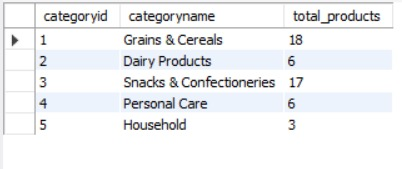 categoryid categoryname total_products
1 Grains & Cereals 18
2 Dairy Products 6
3 Snacks & Confectioneries 17
4 Personal Care 6
5 Household 3